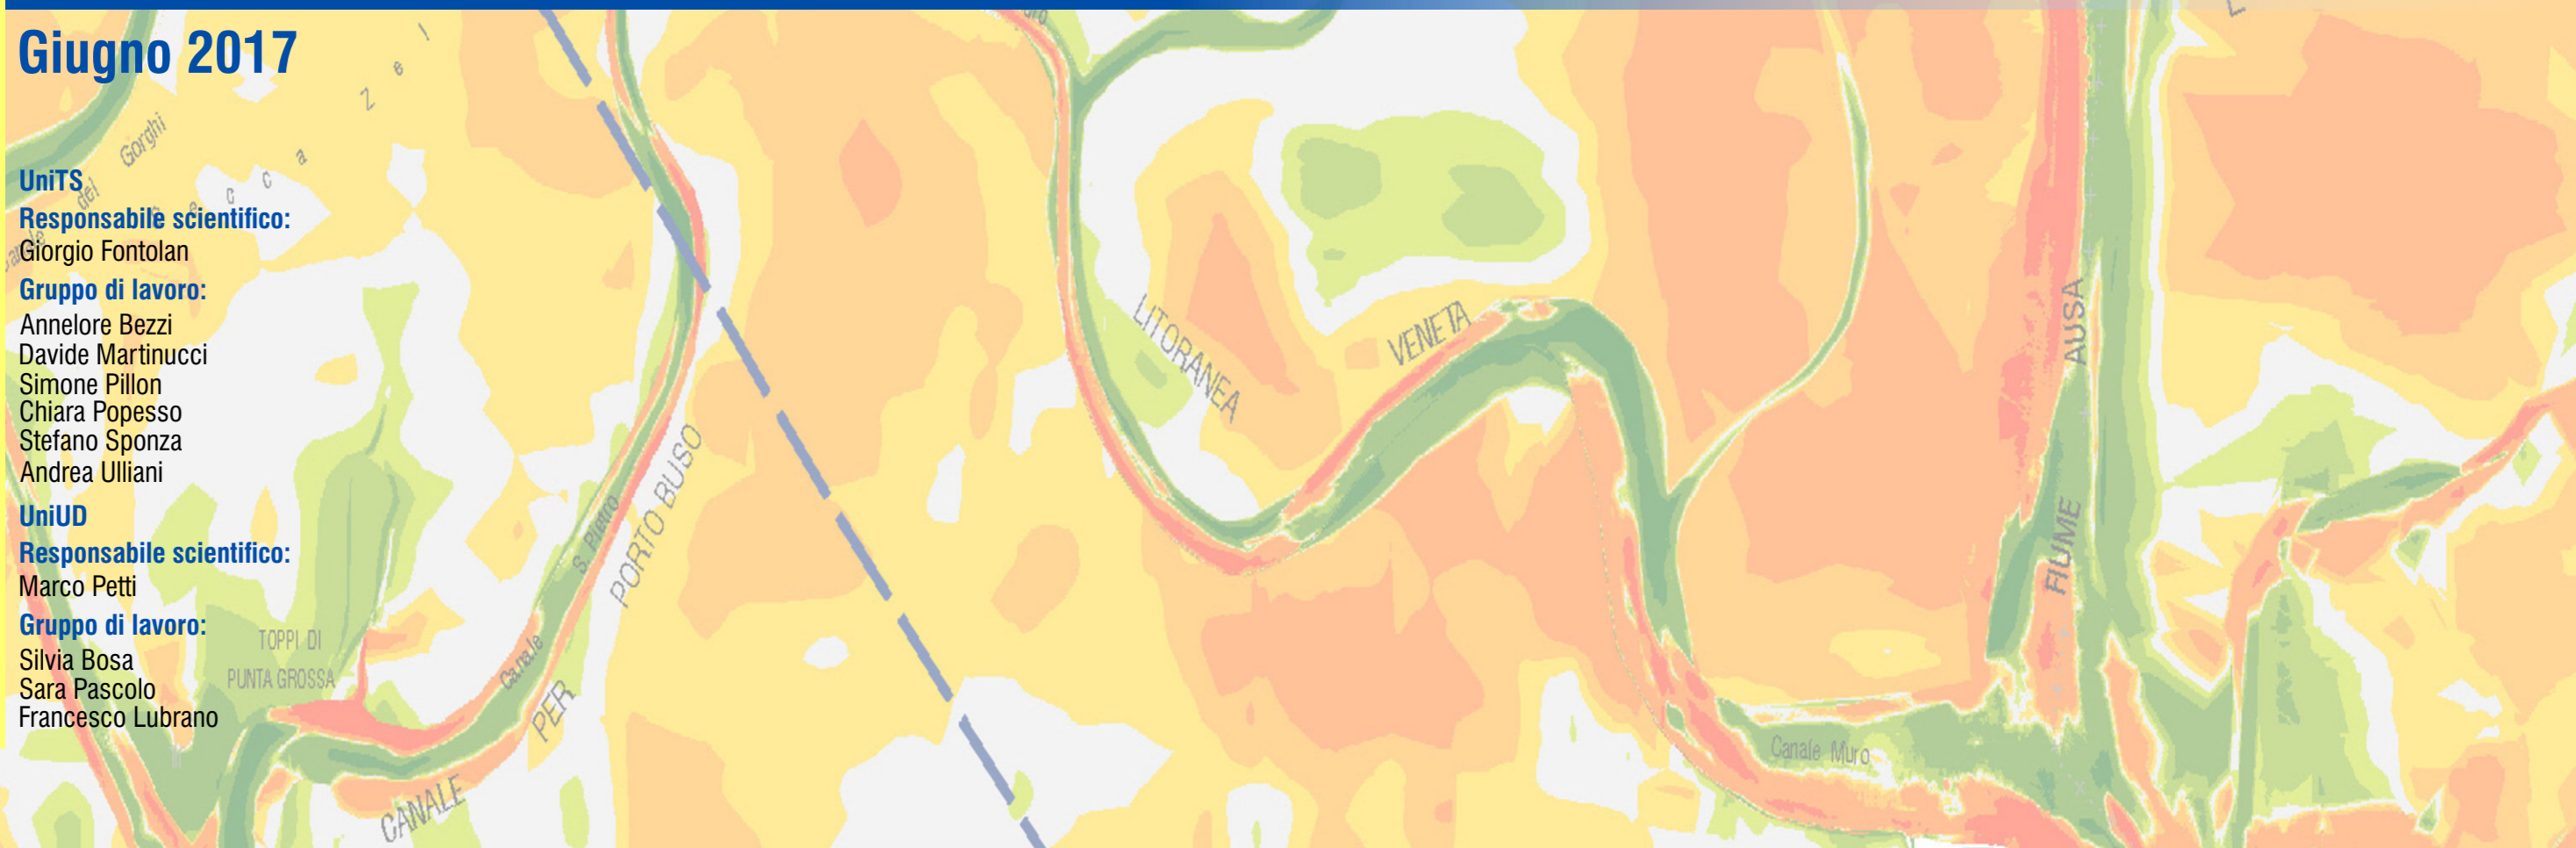 Giugno 2017
UniTS
Responsabile scientifico:
Giorgio Fontolan
Gruppo di lavoro:
Annelore Bezzi
Davide Martinucci
Simone Pillon
Chiara Popesso
Stefano Sponza
Andrea Ulliani
UniUD
Responsabile scientifico:
Marco Petti
Gruppo di lavoro:
Silvia Bosa
Sara Pascolo
Francesco Lubrano
del Gorghi
TOPPI DI
PUNTA GROSSA
Canale S. Pietro
CANALE PER PORTO BUSO
LITORANEA VENETA
Canale Muro
FIUME AUSA